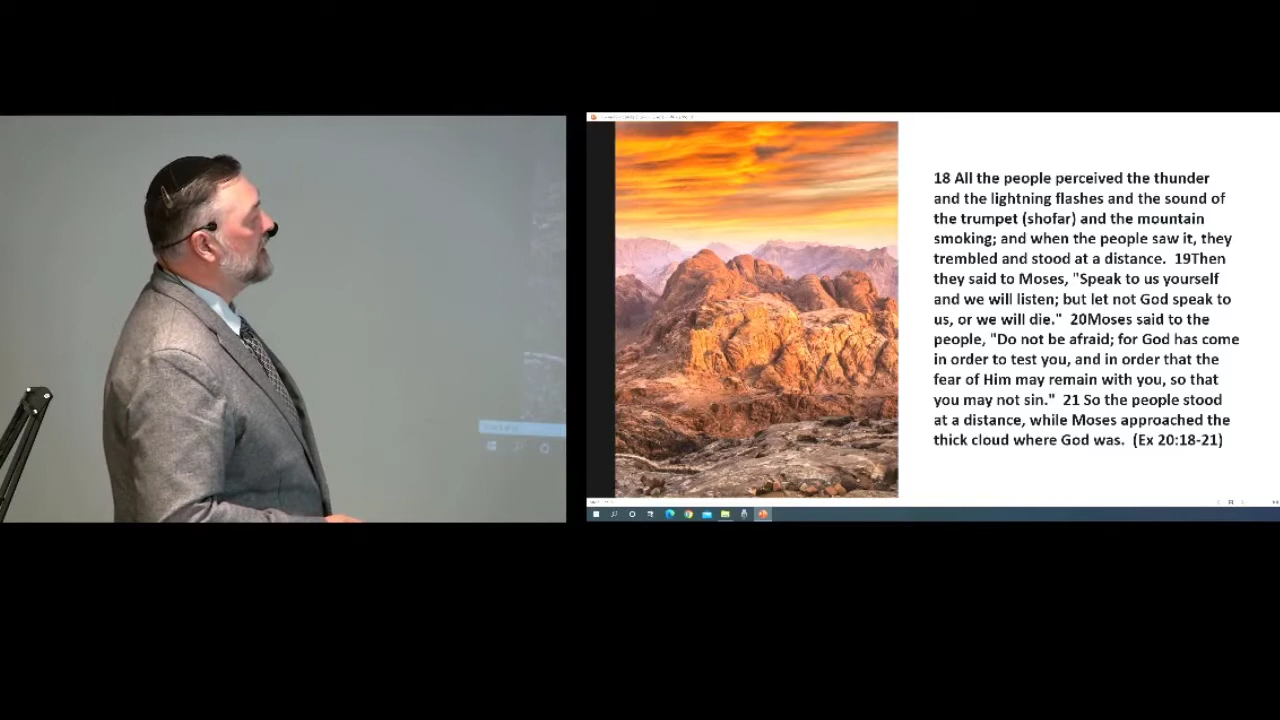 18 All the people perceived the thunder
and the lightning flashes and the sound of
the trumpet (shofar) and the mountain
smoking; and when the people saw it, they
trembled and stood at a distance.  19Then
they said to Moses, "Speak to us yourself
and we will listen; but let not God speak to
us, or we will die."  20Moses said to the
people, "Do not be afraid; for God has come
in order to test you, and in order that the
fear of Him may remain with you, so that
you may not sin."  21 So the people stood
at a distance, while Moses approached the
thick cloud where God was.  (Ex 20:18-21)